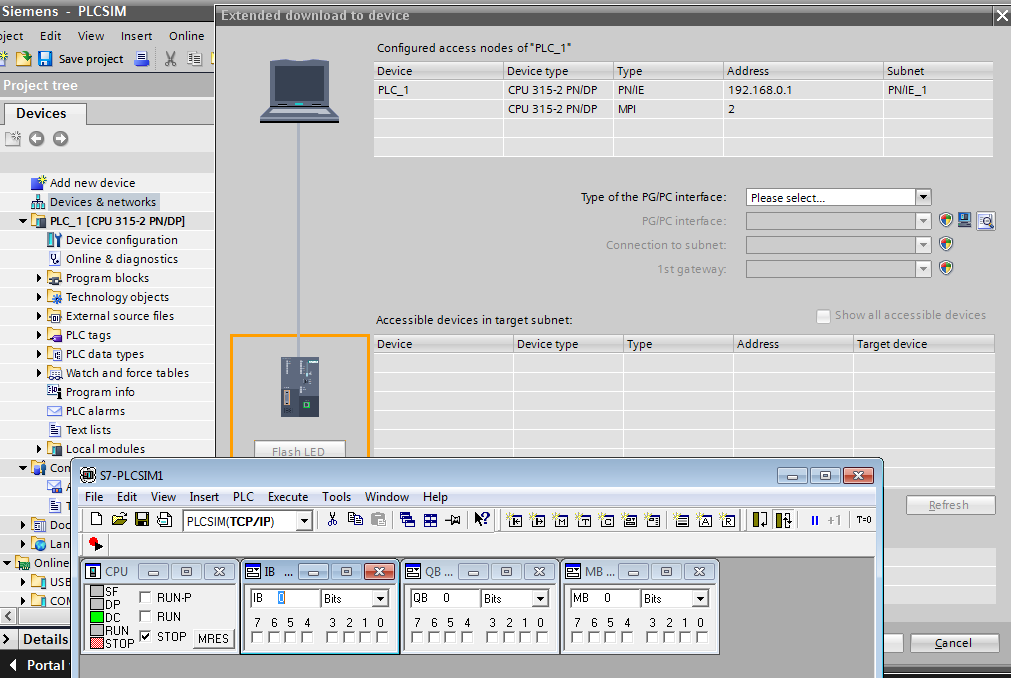 Siemens - PLCSIM
Extended download to device
Edit View Insert Online
Save project
Project tree
Devices
Add new device
Devices & networks
PLC_1 [CPU 315-2 PN/DP]
Device configuration
Online & diagnostics
Program blocks
Technology objects
External source files
PLC tags
PLC data types
Watch and force tables
Program info
PLC alarms
Text lists
Local modules
Configured access nodes of "PLC_1"
Device Device type Type Address Subnet
PLC_1 CPU 315-2 PN/DP PN/IE 192.168.0.1 PN/IE_1
CPU 315-2 PN/DP MPI 2
Type of the PG/PC interface: Please select...
PG/PC interface:
Connection to subnet:
1st gateway:
Accessible devices in target subnet:
Show all accessible devices
Device Device type Type Address Target device
Flash LED
Refresh
Cancel
Online
USB
Details
Portal
S7-PLCSIM1
File Edit View Insert PLC Execute Tools Window Help
PLCSIM(TCP/IP)
+1 T=0
CPU
SF
DP
DC
RUN
STOP
RUN-P
RUN
STOP MRES
IB ...
IB 0 Bits
7 6 5 4 3 2 1 0
QB ...
QB 0 Bits
7 6 5 4 3 2 1 0
MB ...
MB 0 Bits
7 6 5 4 3 2 1 0